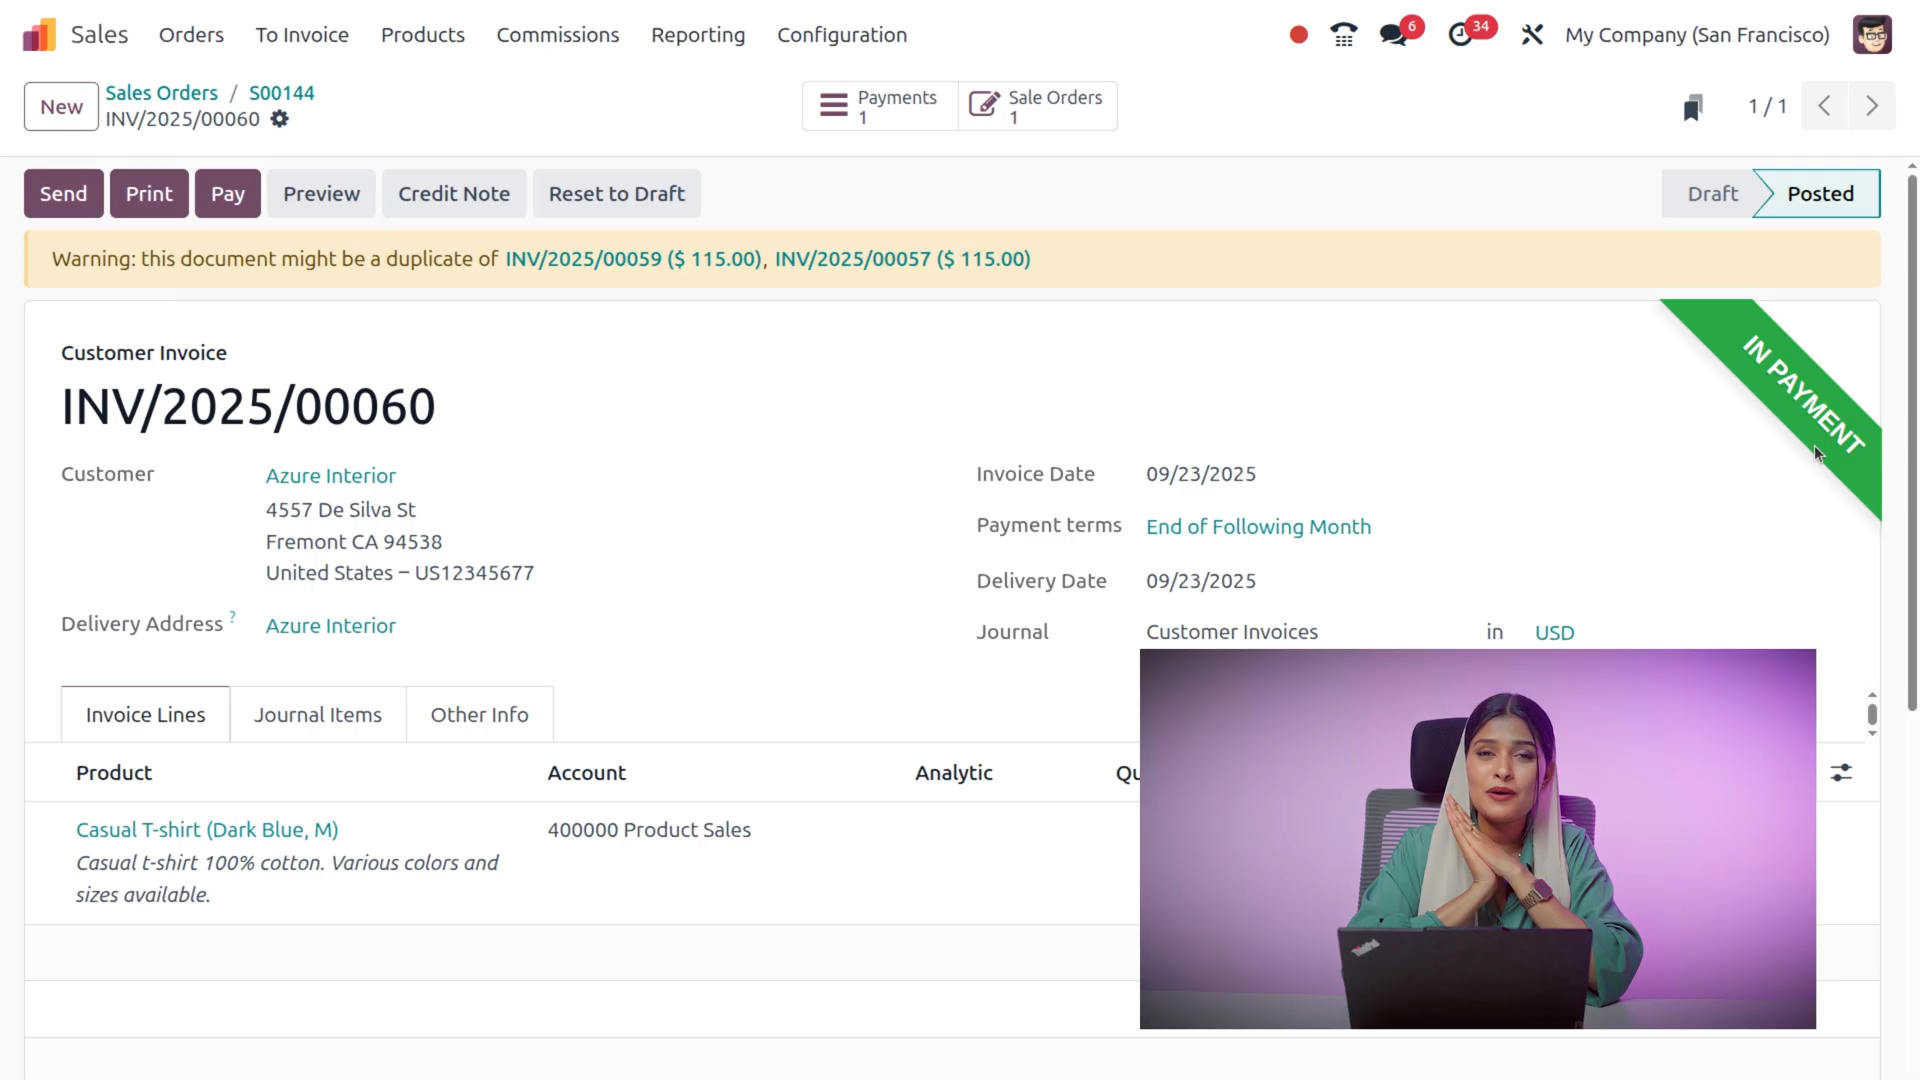 Sales Orders To Invoice Products Commissions Reporting Configuration 6 34 My Company (San Francisco)
New Sales Orders / S00144
INV/2025/00060
Payments 1
Sale Orders 1
1 / 1
Send Print Pay Preview Credit Note Reset to Draft Draft Posted
Warning: this document might be a duplicate of INV/2025/00059 ($ 115.00), INV/2025/00057 ($ 115.00)
IN PAYMENT
Customer Invoice
INV/2025/00060
Customer Azure Interior
4557 De Silva St
Fremont CA 94538
United States – US12345677
Delivery Address ? Azure Interior
Invoice Date 09/23/2025
Payment terms End of Following Month
Delivery Date 09/23/2025
Journal Customer Invoices in USD
Invoice Lines Journal Items Other Info
Product Account Analytic Qu
Casual T-shirt (Dark Blue, M) 400000 Product Sales
Casual t-shirt 100% cotton. Various colors and
sizes available.